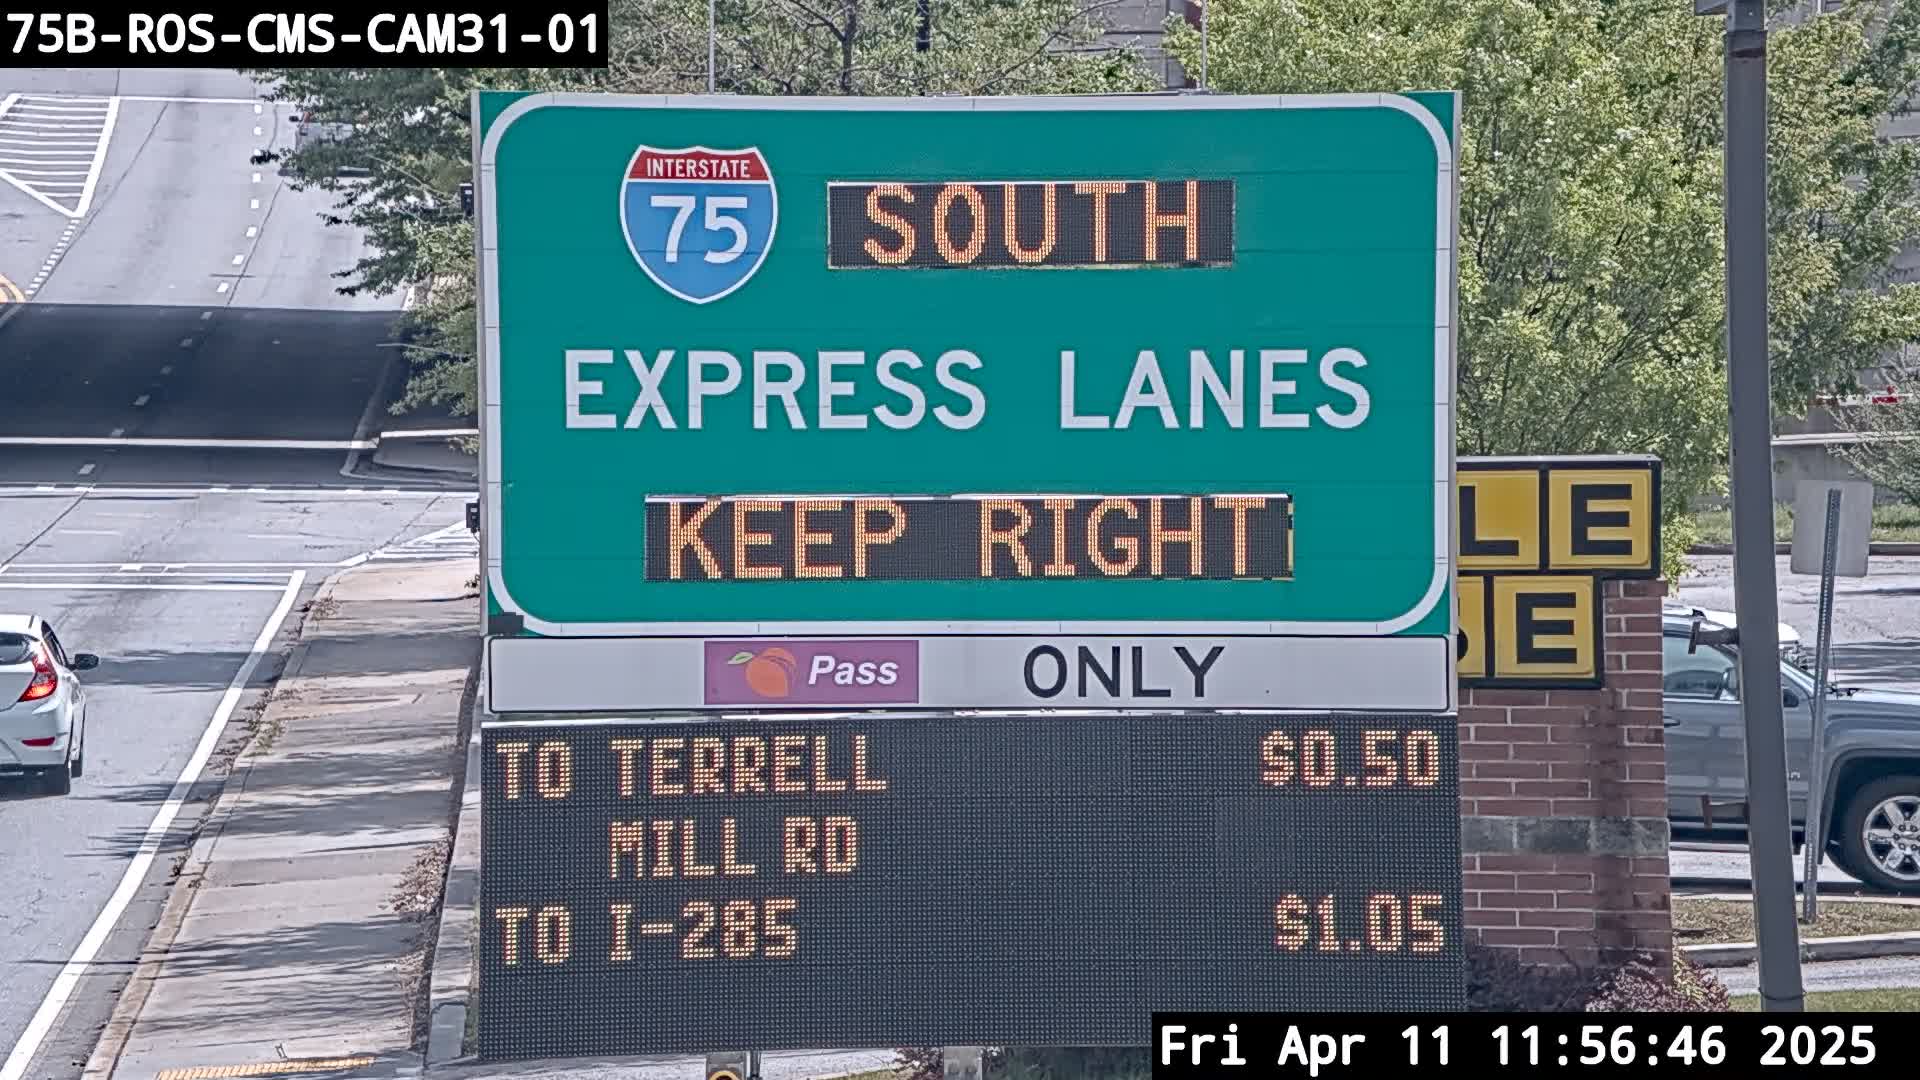 75B-ROS-CMS-CAM31-01
INTERSTATE
75
SOUTH
EXPRESS LANES
KEEP RIGHT
Pass ONLY
TO TERRELL $0.50
MILL RD
TO I-285 $1.05
LE
E
Fri Apr 11 11:56:46 2025